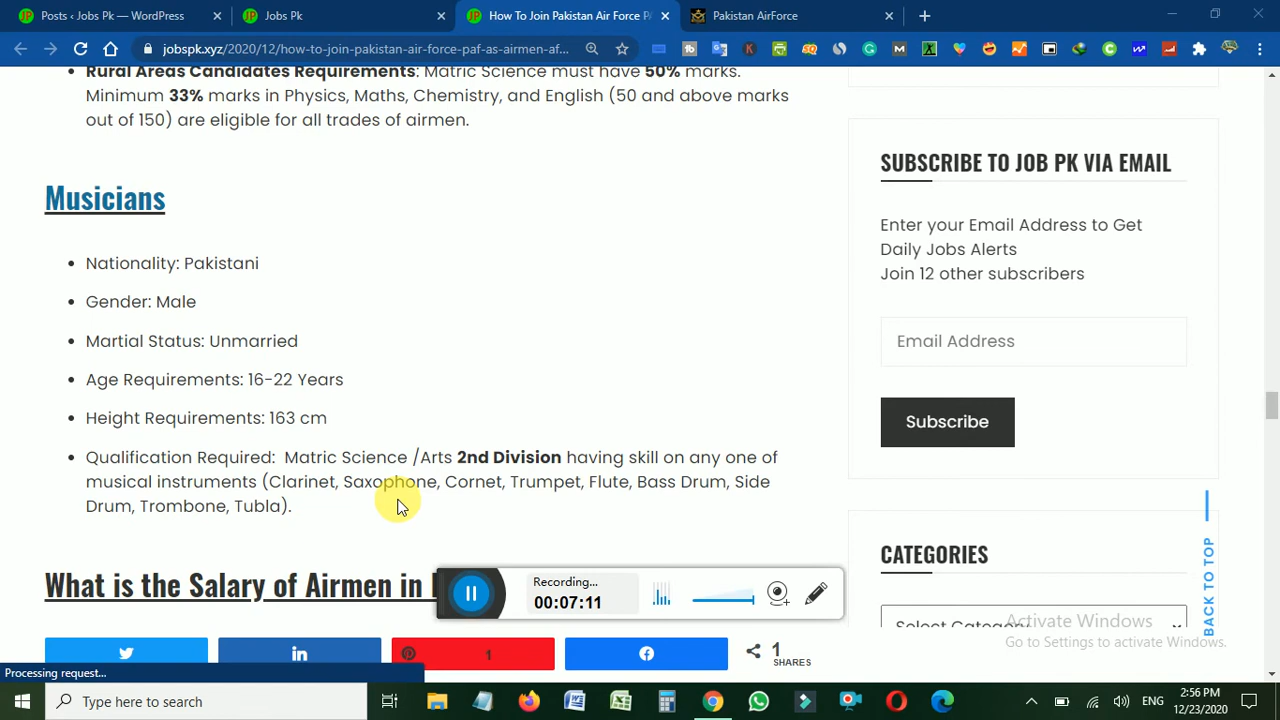 Posts ‹ Jobs Pk — WordPress
Jobs Pk
How To Join Pakistan Air Force PA
Pakistan AirForce
jobspk.xyz/2020/12/how-to-join-pakistan-air-force-paf-as-airmen-af...
Rural Areas Candidates Requirements: Matric Science must have 50% marks.
Minimum 33% marks in Physics, Maths, Chemistry, and English (50 and above marks
out of 150) are eligible for all trades of airmen.
Musicians
Nationality: Pakistani
Gender: Male
Martial Status: Unmarried
Age Requirements: 16-22 Years
Height Requirements: 163 cm
Qualification Required: Matric Science /Arts 2nd Division having skill on any one of
musical instruments (Clarinet, Saxophone, Cornet, Trumpet, Flute, Bass Drum, Side
Drum, Trombone, Tubla).
What is the Salary of Airmen in
SUBSCRIBE TO JOB PK VIA EMAIL
Enter your Email Address to Get
Daily Jobs Alerts
Join 12 other subscribers
Email Address
Subscribe
CATEGORIES
Select Category
BACK TO TOP
Recording...
00:07:11
Activate Windows
Go to Settings to activate Windows.
1
1
SHARES
Processing request...
Type here to search
ENG
2:56 PM
12/23/2020